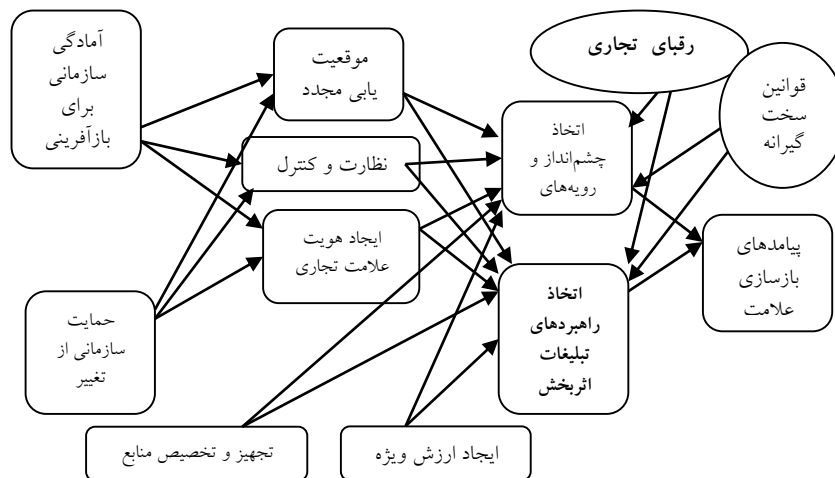 آمادگی
سازمانی
برای
بازآفرینی
موقعیت
یابی مجدد
رقبای تجاری
قوانین
سخت
گیرانه
اتخاذ
چشم‌انداز و
رویه‌های
نظارت و کنترل
ایجاد هویت
علامت تجاری
پیامدهای
بازسازی
علامت
اتخاذ
راهبردهای
تبلیغات
اثربخش
حمایت
سازمانی از
تغییر
تجهیز و تخصیص منابع
ایجاد ارزش ویژه